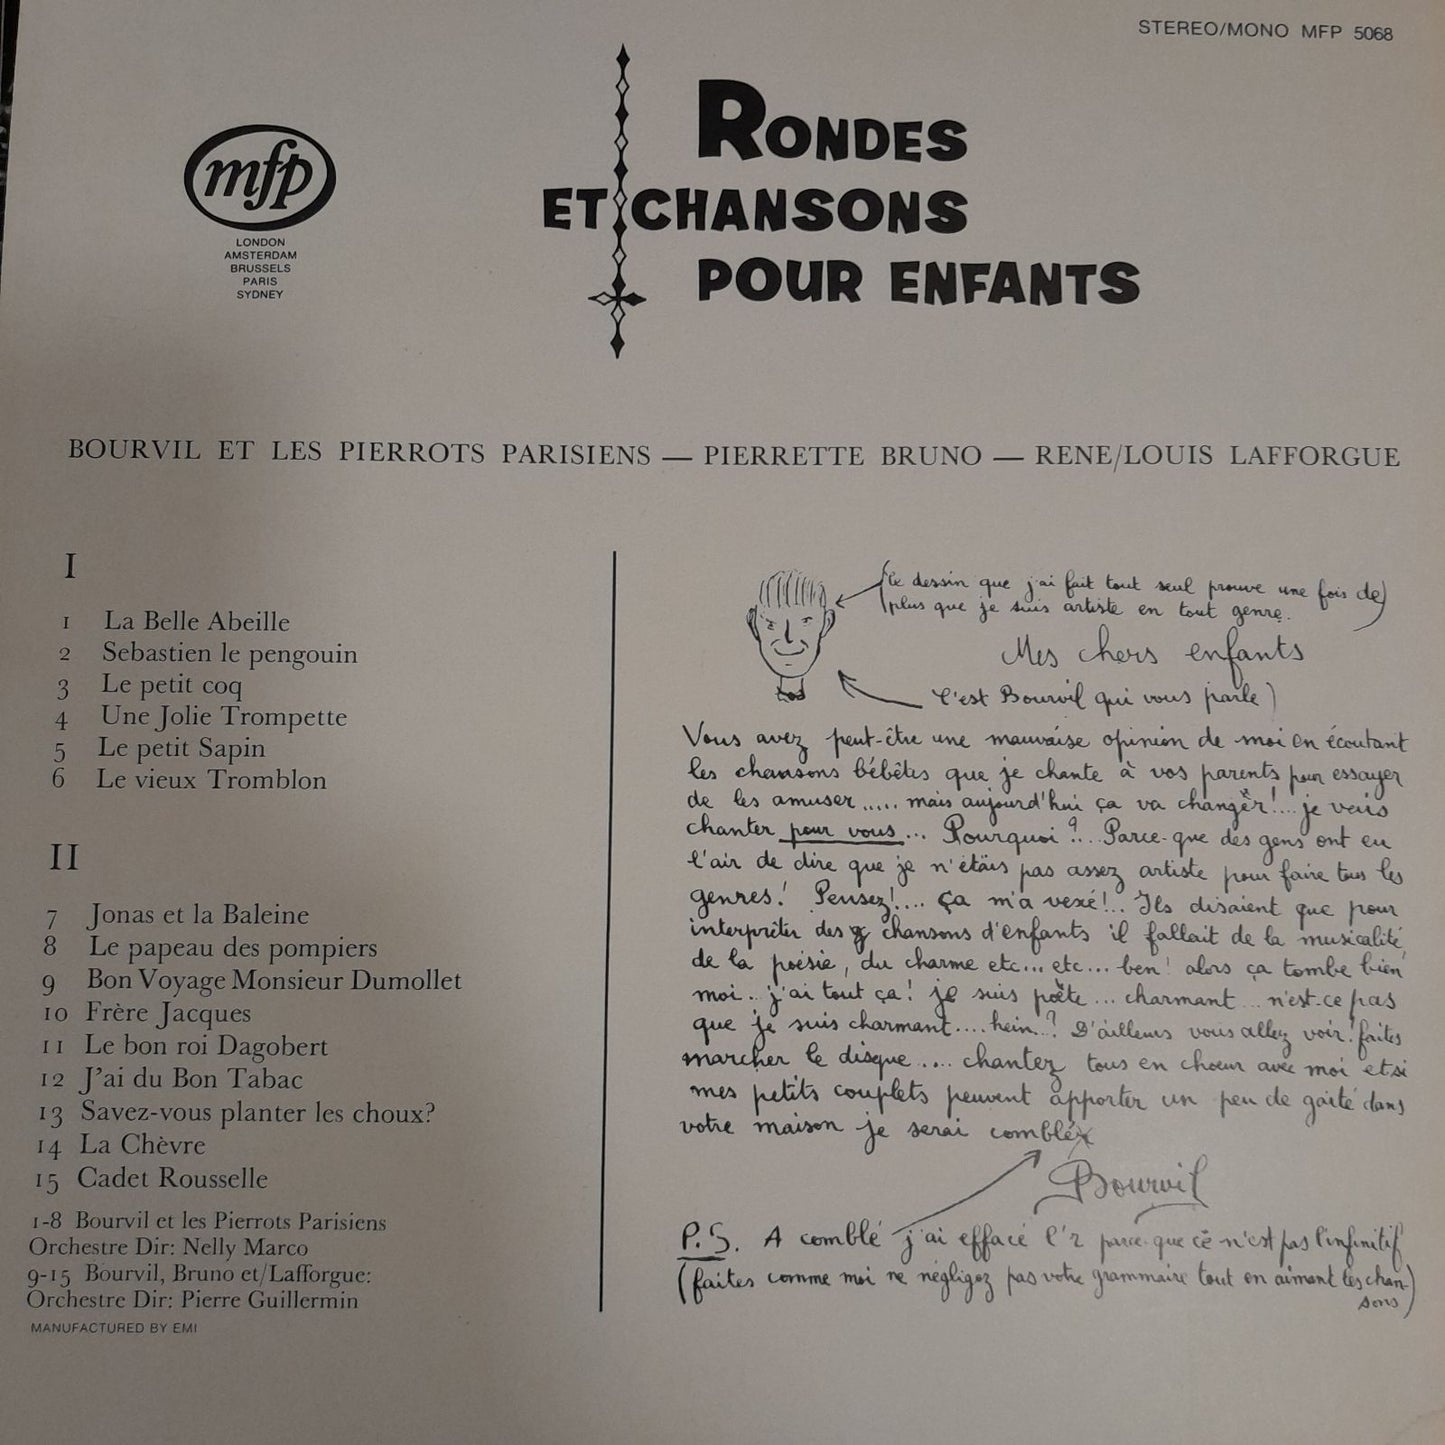 STEREO/MONO MFP 5068
mfp
LONDON
AMSTERDAM
BRUSSELS
PARIS
SYDNEY
RONDES
ET CHANSONS
POUR ENFANTS
BOURVIL ET LES PIERROTS PARISIENS — PIERRETTE BRUNO — RENE/LOUIS LAFFORGUE
I
1 La Belle Abeille
2 Sebastien le pengouin
3 Le petit coq
4 Une Jolie Trompette
5 Le petit Sapin
6 Le vieux Tromblon
II
7 Jonas et la Baleine
8 Le papeau des pompiers
9 Bon Voyage Monsieur Dumollet
10 Frère Jacques
11 Le bon roi Dagobert
12 J'ai du Bon Tabac
13 Savez-vous planter les choux?
14 La Chèvre
15 Cadet Rousselle
1-8 Bourvil et les Pierrots Parisiens
Orchestre Dir: Nelly Marco
9-15 Bourvil, Bruno et/Lafforgue:
Orchestre Dir: Pierre Guillermin
MANUFACTURED BY EMI
(le dessin que j'ai fait tout seul prouve une fois de)
(plus que je suis artiste en tout genre.
Mes chers enfants
C'est Bourvil qui vous parle)
Vous avez peut-être une mauvaise opinion de moi en écoutant
les chansons bébêtes que je chante à vos parents pour essayer
de les amuser..... mais aujourd'hui ça va changer!... je vais
chanter pour vous... Pourquoi?... Parce-que des gens ont eu
l'air de dire que je n'étais pas assez artiste pour faire tous les
genres! Pensez!.... ça m'a vexé!.. Ils disaient que pour
interpréter des chansons d'enfants il fallait de la musicalité,
de la poésie, du charme etc... etc... ben! alors ça tombe bien
moi.. j'ai tout ça! je suis poète... charmant... n'est-ce pas
que je suis charmant.... hein.? D'ailleurs vous allez voir! faites
marcher le disque.... chantez tous en choeur avec moi et si
mes petits couplets peuvent apporter un peu de gaité dans
votre maison je serai comblé
Bourvil
P.S. A comblé j'ai effacé l'r parce-que ce n'est pas l'infinitif
(faites comme moi ne négligez pas votre grammaire tout en aimant les chan-
sons)